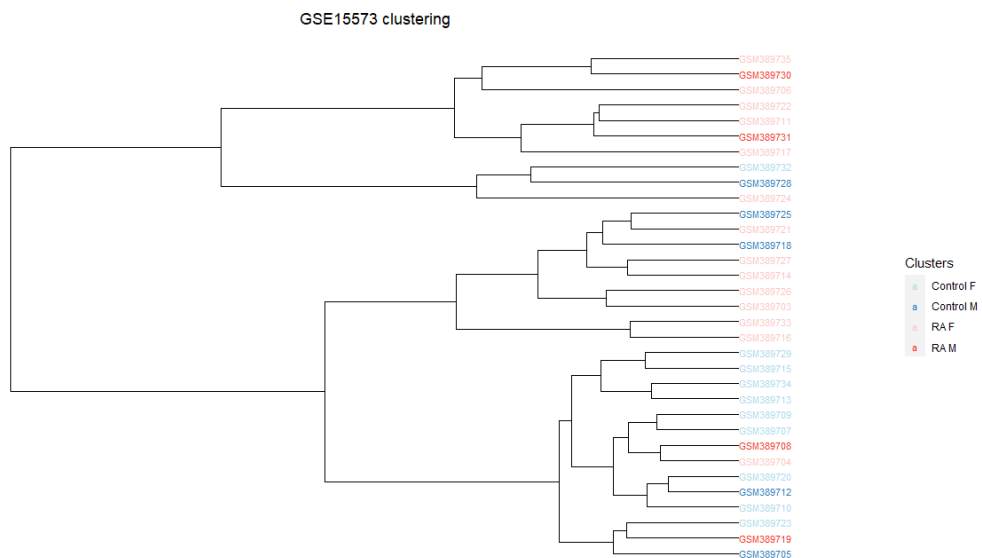 GSE15573 clustering
GSM389735
GSM389730
GSM389706
GSM389722
GSM389711
GSM389731
GSM389717
GSM389732
GSM389728
GSM389724
GSM389725
GSM389721
GSM389718
GSM389727
GSM389714
GSM389726
GSM389703
GSM389733
GSM389716
GSM389729
GSM389715
GSM389734
GSM389713
GSM389709
GSM389707
GSM389708
GSM389704
GSM389720
GSM389712
GSM389710
GSM389723
GSM389719
GSM389705
Clusters
a Control F
a Control M
a RA F
a RA M